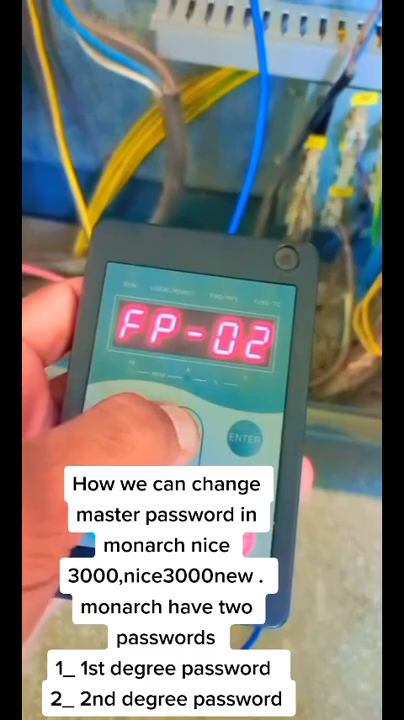 FP-02
ENTER
How we can change
master password in
monarch nice
3000,nice3000new .
monarch have two
passwords
1_ 1st degree password
2_ 2nd degree password